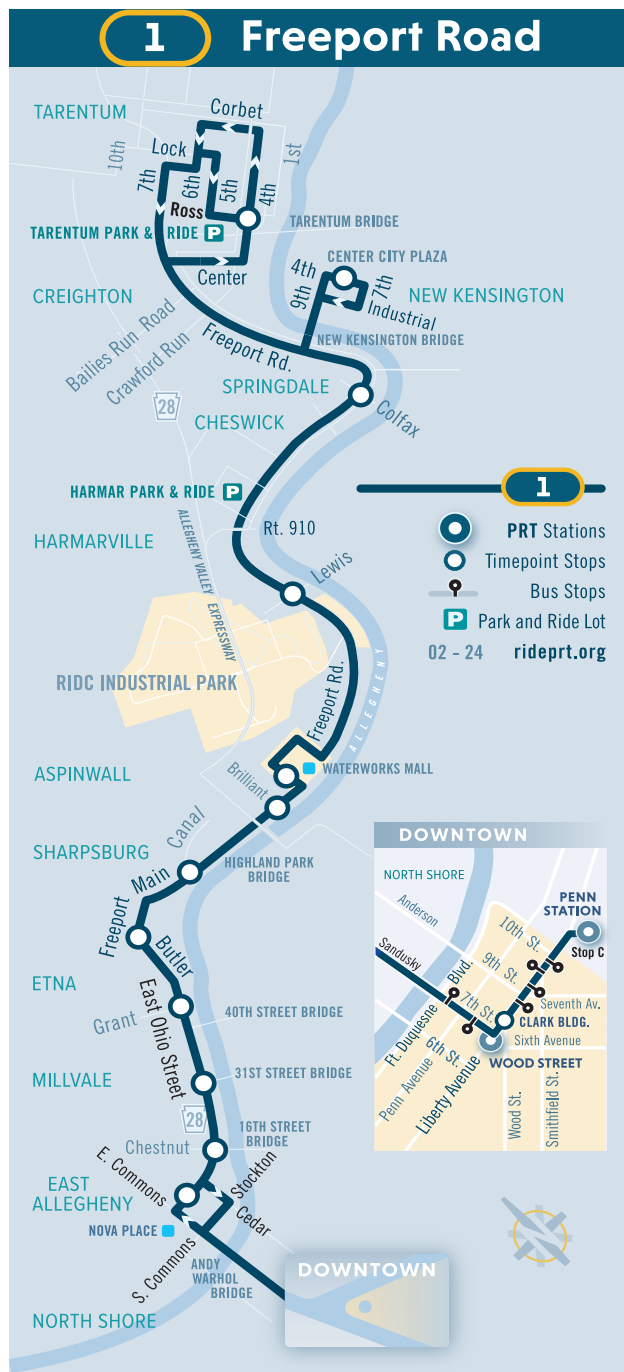 1 Freeport Road
TARENTUM
Corbet
10th
Lock
1st
7th
6th
5th
4th
Ross
TARENTUM BRIDGE
TARENTUM PARK & RIDE P
Center
CENTER CITY PLAZA
4th
7th
9th
Industrial
NEW KENSINGTON
CREIGHTON
Bailies Run Road
Crawford Run
Freeport Rd.
NEW KENSINGTON BRIDGE
SPRINGDALE
28
CHESWICK
Colfax
HARMAR PARK & RIDE P
1
Rt. 910
PRT Stations
HARMARVILLE
Timepoint Stops
ALLEGHENY VALLEY EXPRESSWAY
Lewis
Bus Stops
P Park and Ride Lot
02 - 24 rideprt.org
RIDC INDUSTRIAL PARK
Freeport Rd.
ALLEGHENY
ASPINWALL
Brilliant
WATERWORKS MALL
Canal
SHARPSBURG
HIGHLAND PARK
BRIDGE
Main
Freeport
Butler
ETNA
Grant
East Ohio Street
40TH STREET BRIDGE
MILLVALE
31ST STREET BRIDGE
28
16TH STREET
BRIDGE
Chestnut
E. Commons
Stockton
EAST
ALLEGHENY
Cedar
NOVA PLACE
S. Commons
ANDY
WARHOL
BRIDGE
NORTH SHORE
DOWNTOWN
DOWNTOWN
NORTH SHORE
PENN
STATION
Anderson
10th St.
Stop C
Sandusky
9th St.
Ft. Duquesne Blvd.
7th St.
Seventh Av.
CLARK BLDG.
6th St.
Sixth Avenue
WOOD STREET
Penn Avenue
Liberty Avenue
Wood St.
Smithfield St.